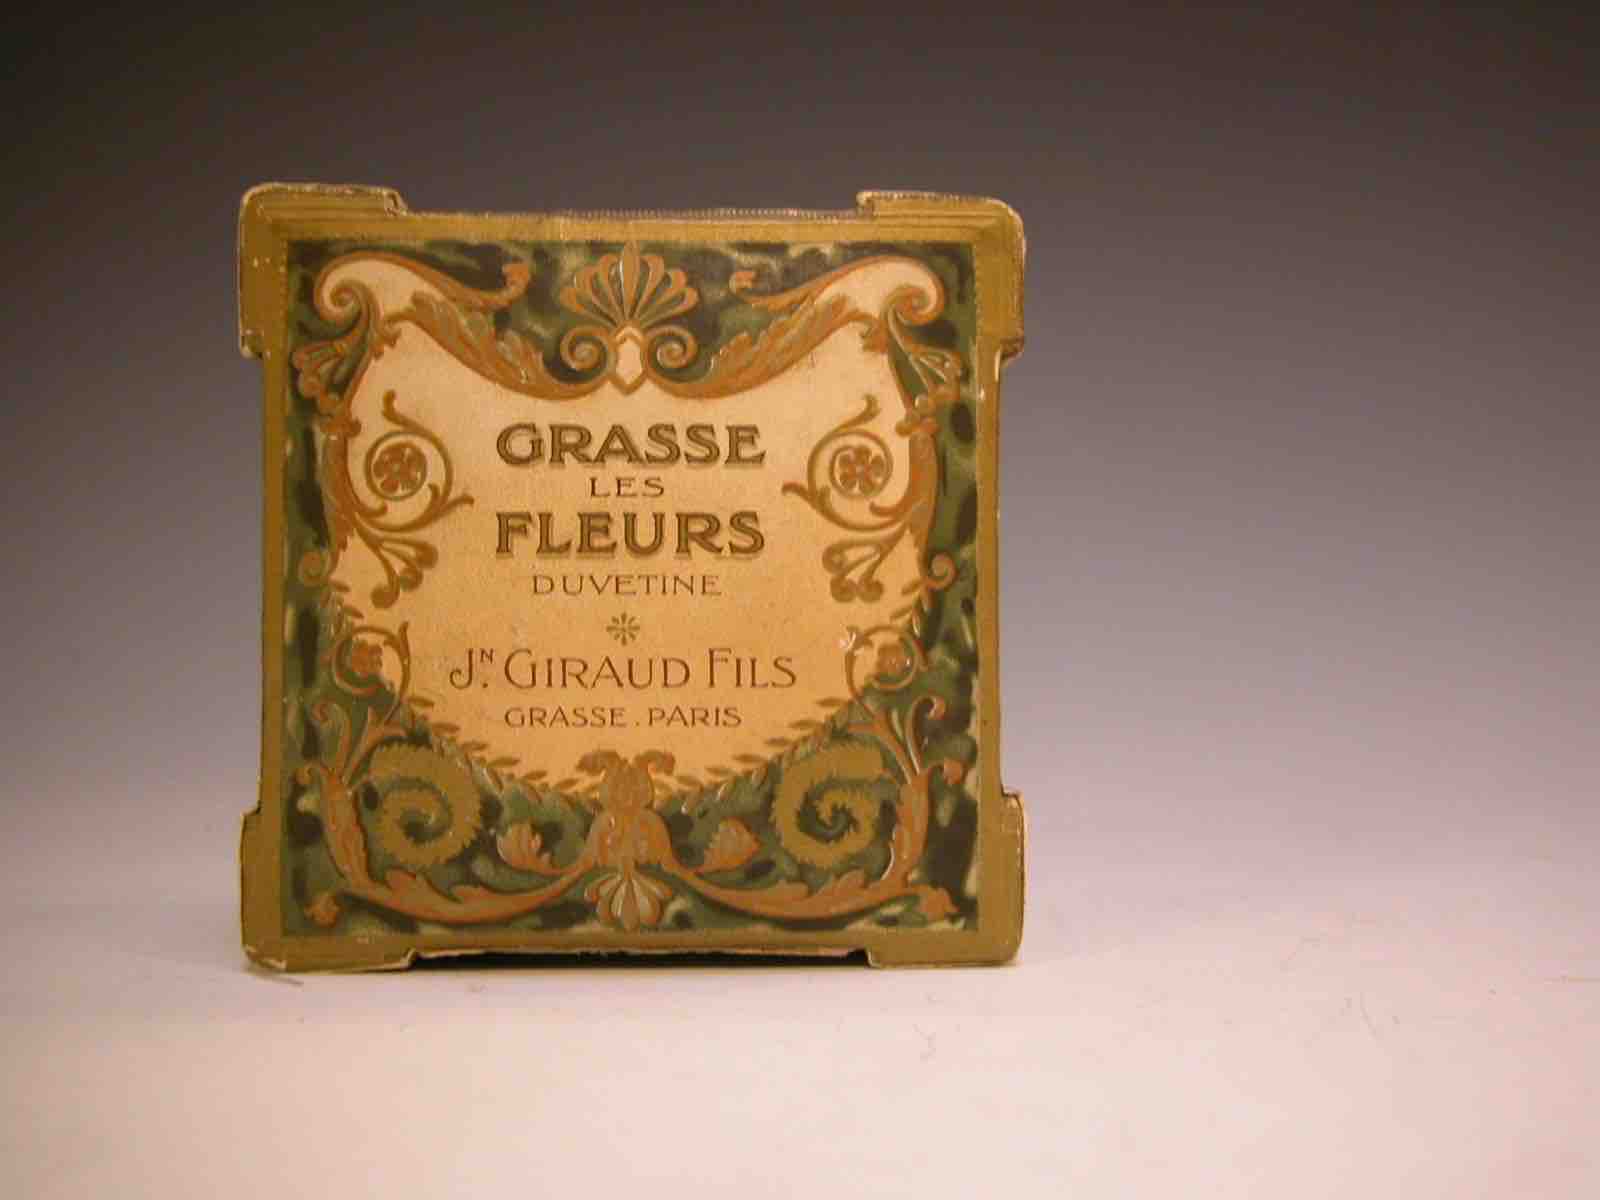 GRASSE
LES
FLEURS
DUVETINE
JN. GIRAUD FILS
GRASSE . PARIS